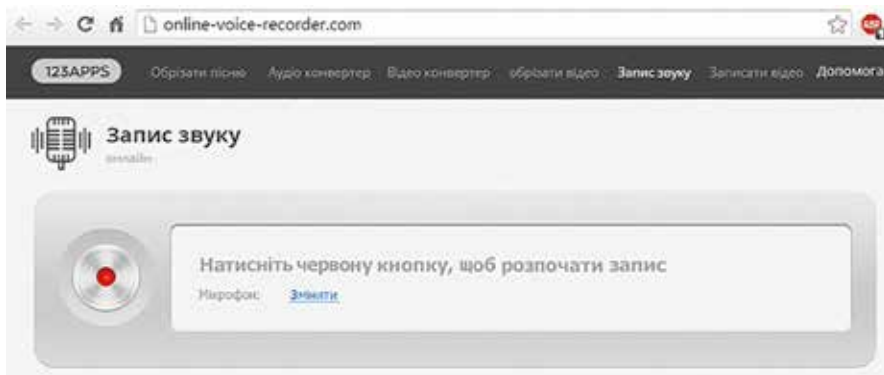 online-voice-recorder.com
123APPS Обрізати пісню Аудіо конвертер Відео конвертер обрізати відео Запис звуку Записати відео Допомога
Запис звуку
онлайн
Натисніть червону кнопку, щоб розпочати запис
Мікрофон: Змінити